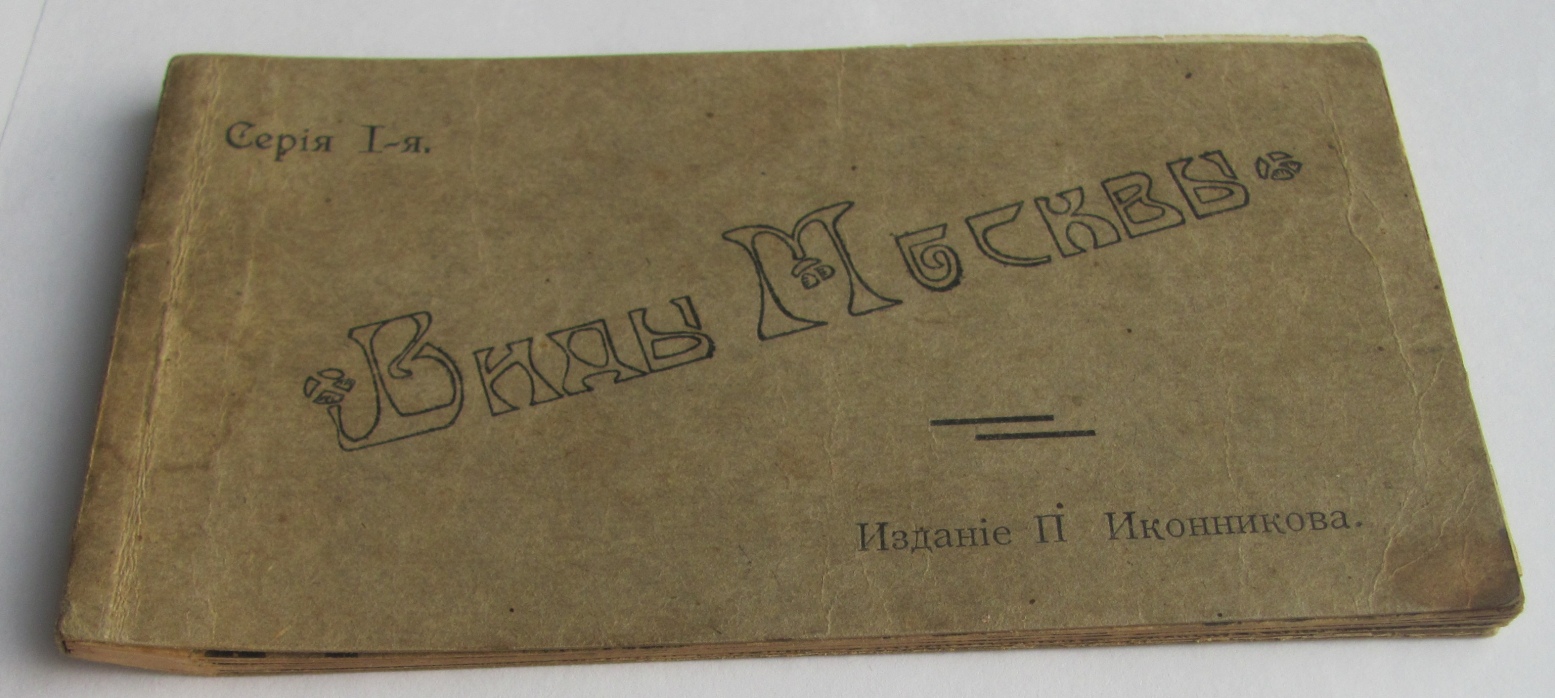 Серія I-я.
Виды Москвы
Изданіе П Иконникова.